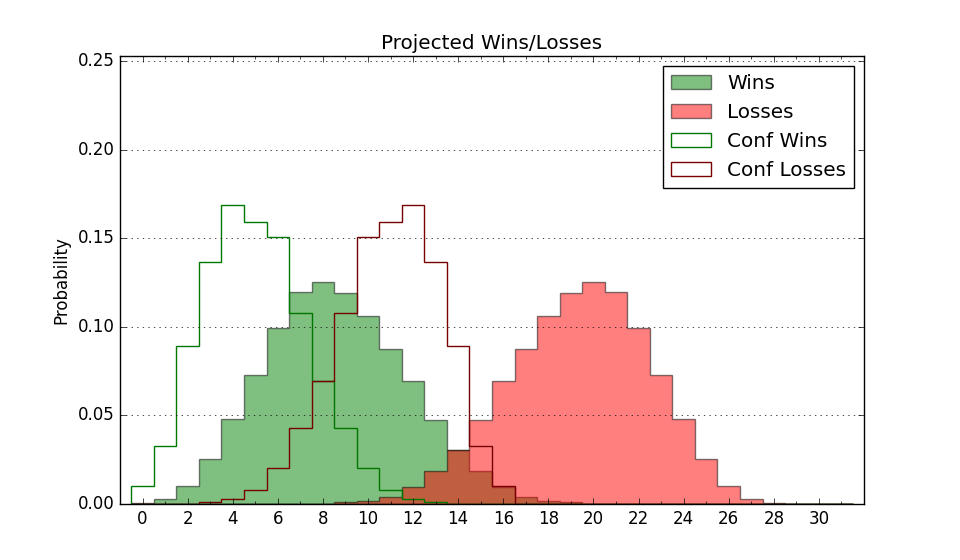 Projected Wins/Losses
0.25
0.20
0.15
0.10
0.05
0.00
Probability
Wins
Losses
Conf Wins
Conf Losses
0 2 4 6 8 10 12 14 16 18 20 22 24 26 28 30